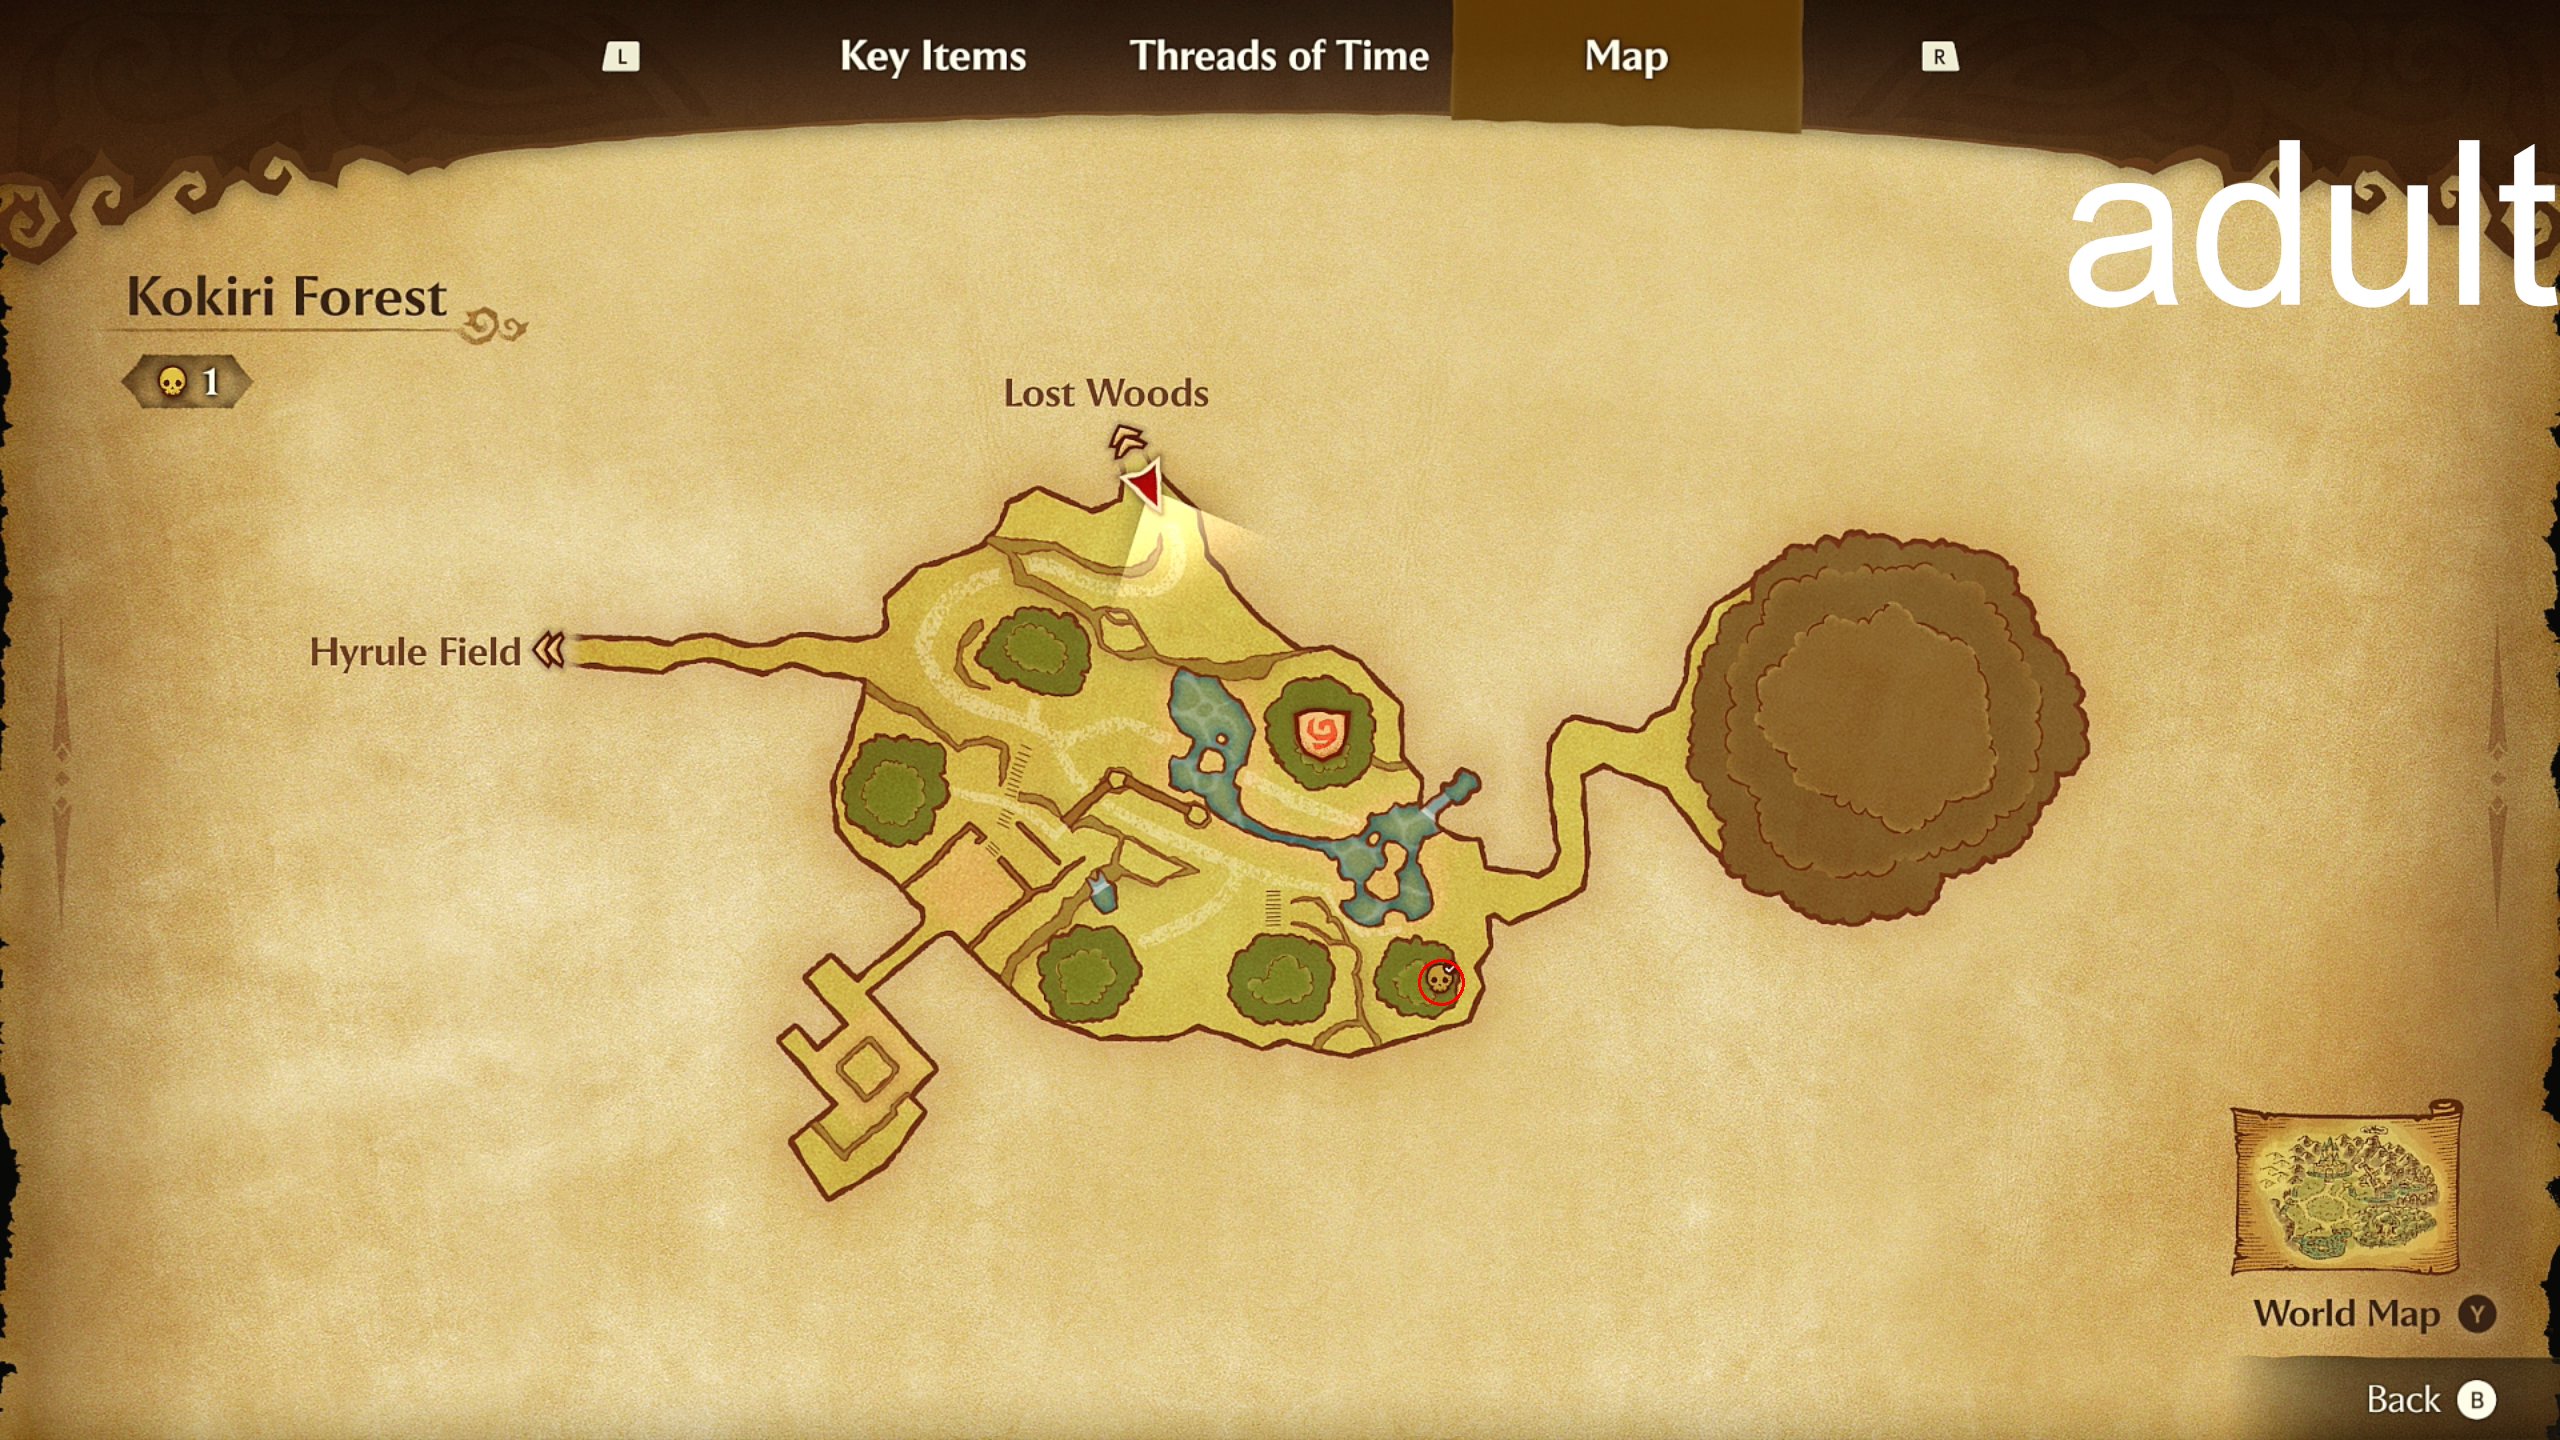 L
Key Items
Threads of Time
Map
R
adult
Kokiri Forest
1
Lost Woods
Hyrule Field
World Map Y
Back B